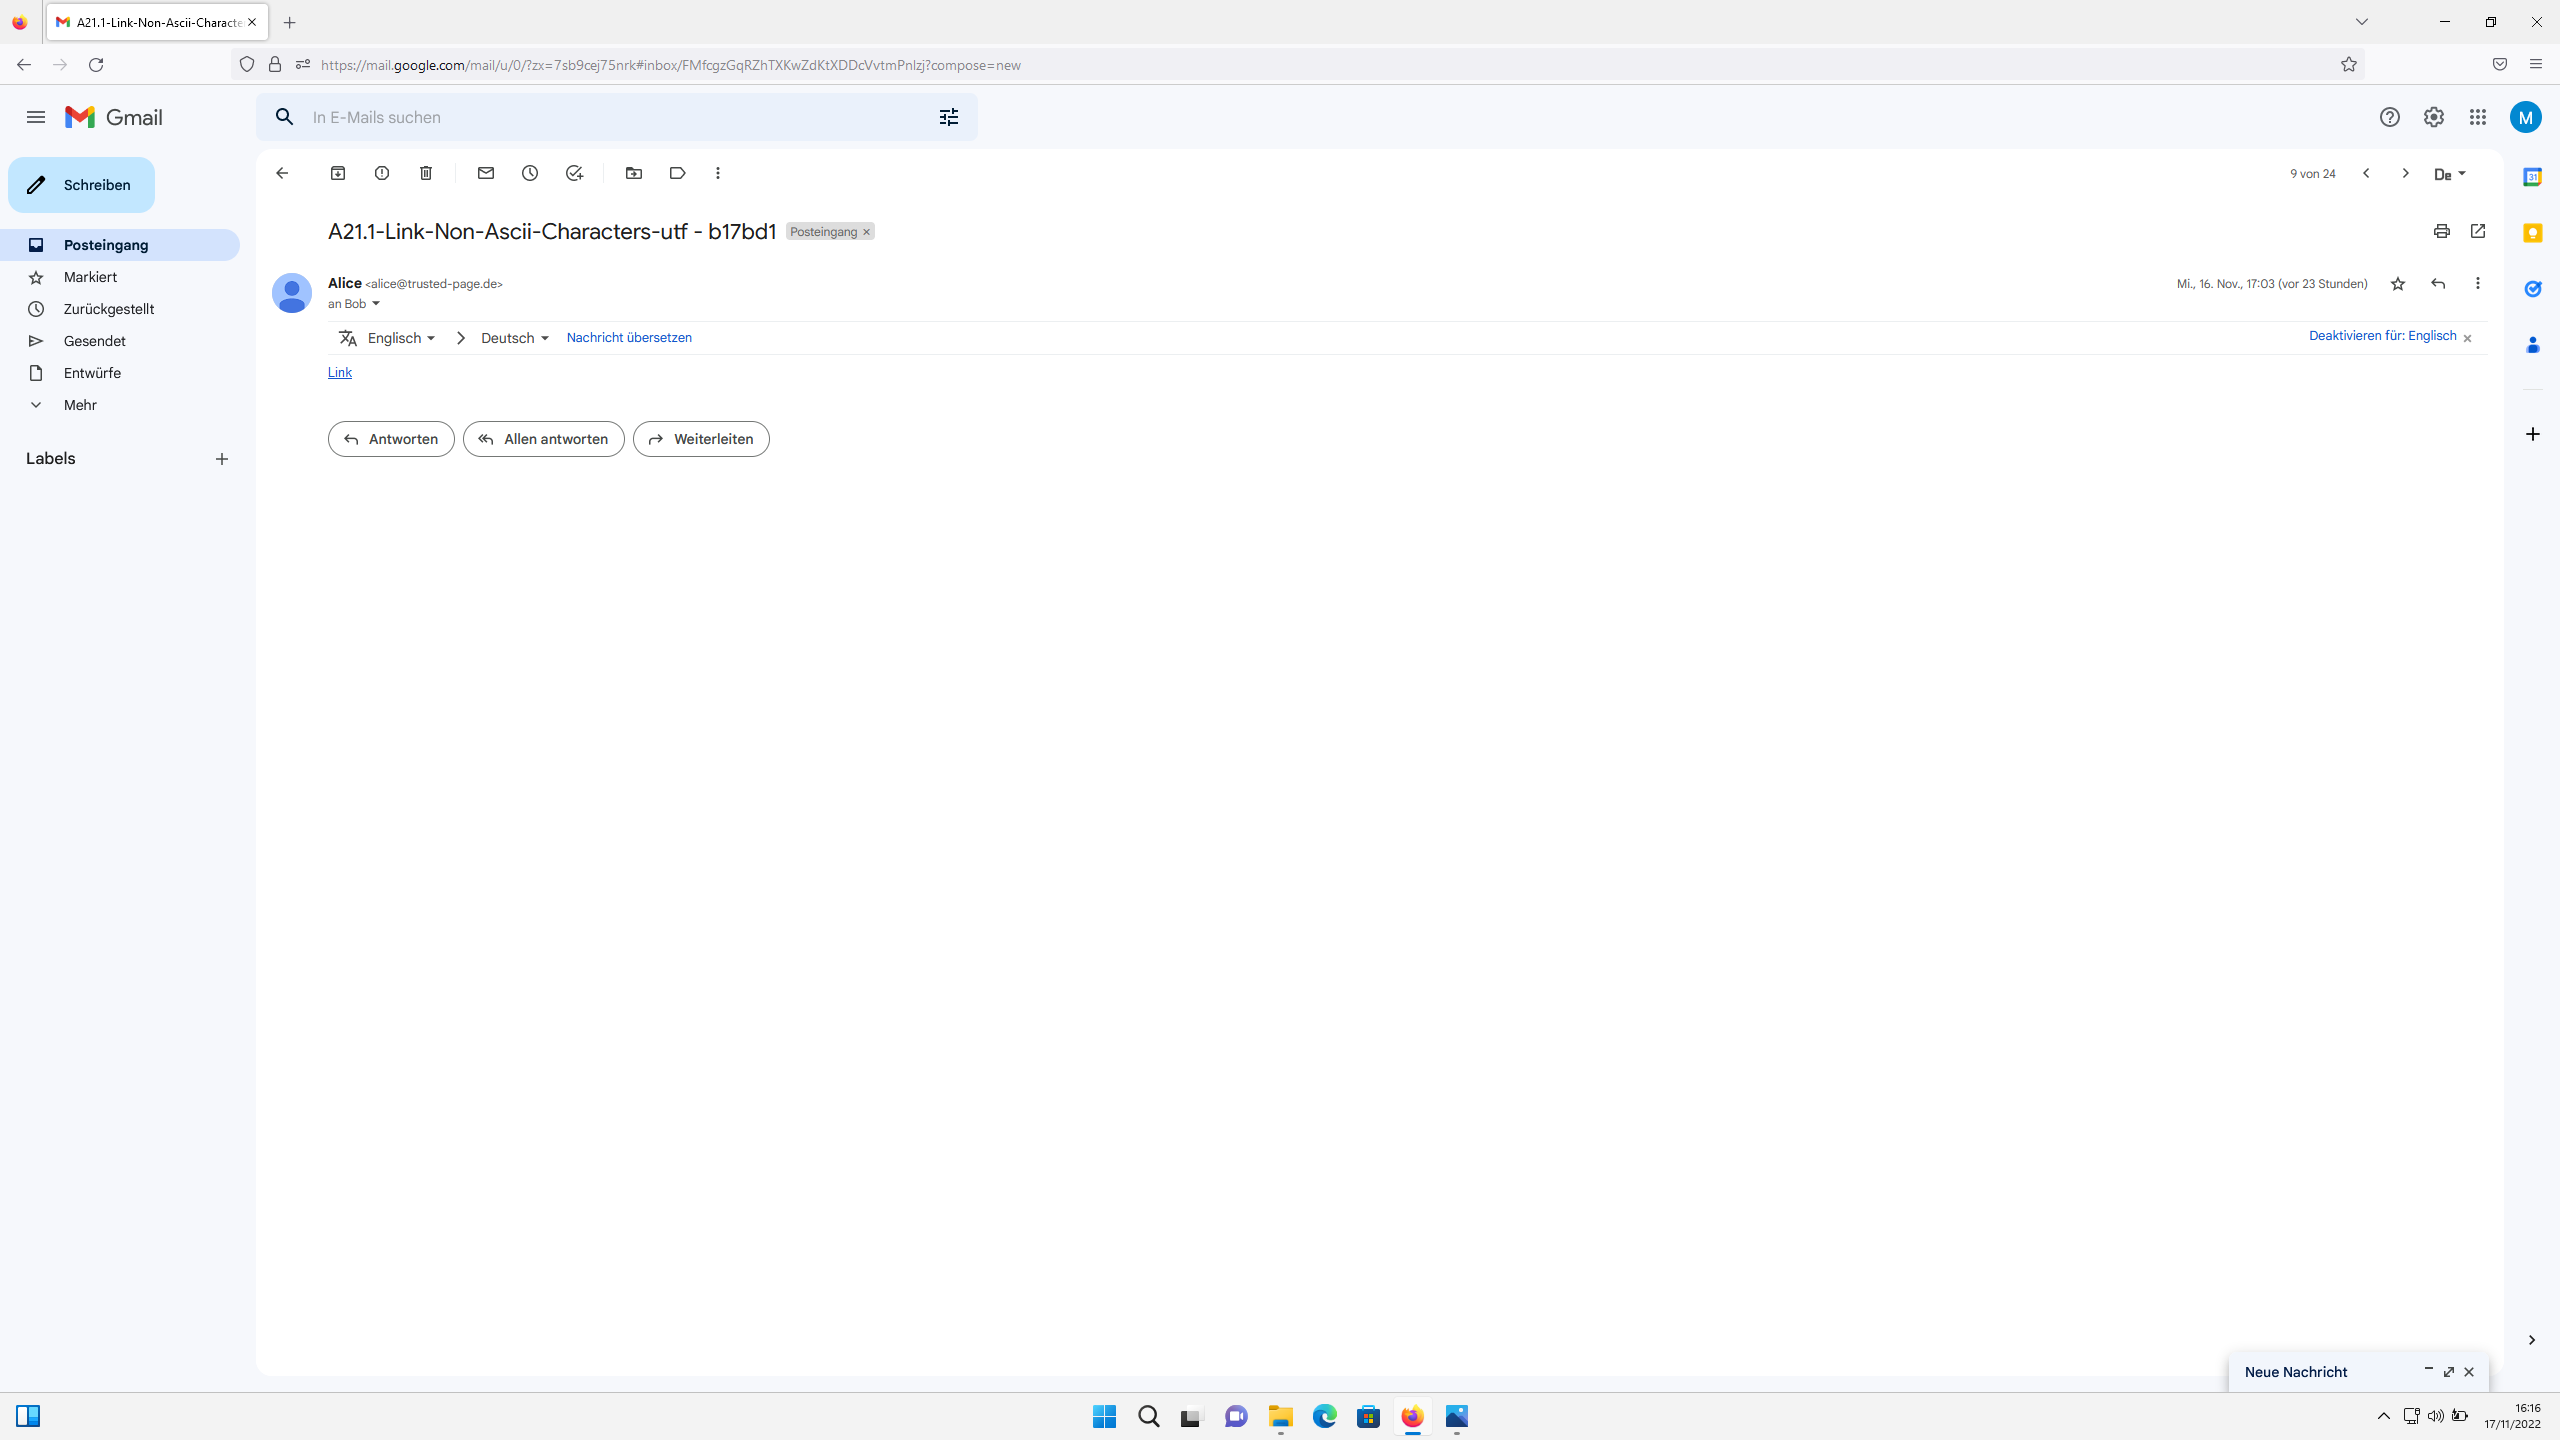 A21.1-Link-Non-Ascii-Characte
https://mail.google.com/mail/u/0/?zx=7sb9cej75nrk#inbox/FMfcgzGqRZhTXKwZdKtXDDcVvtmPnlzj?compose=new
Gmail
In E-Mails suchen
M
Schreiben
9 von 24
De
31
Posteingang
Markiert
Zurückgestellt
Gesendet
Entwürfe
Mehr
Labels
A21.1-Link-Non-Ascii-Characters-utf - b17bd1
Posteingang
Alice <alice@trusted-page.de>
Mi., 16. Nov., 17:03 (vor 23 Stunden)
an Bob
Englisch
Deutsch
Nachricht übersetzen
Deaktivieren für: Englisch
Link
Antworten
Allen antworten
Weiterleiten
Neue Nachricht
16:16
17/11/2022